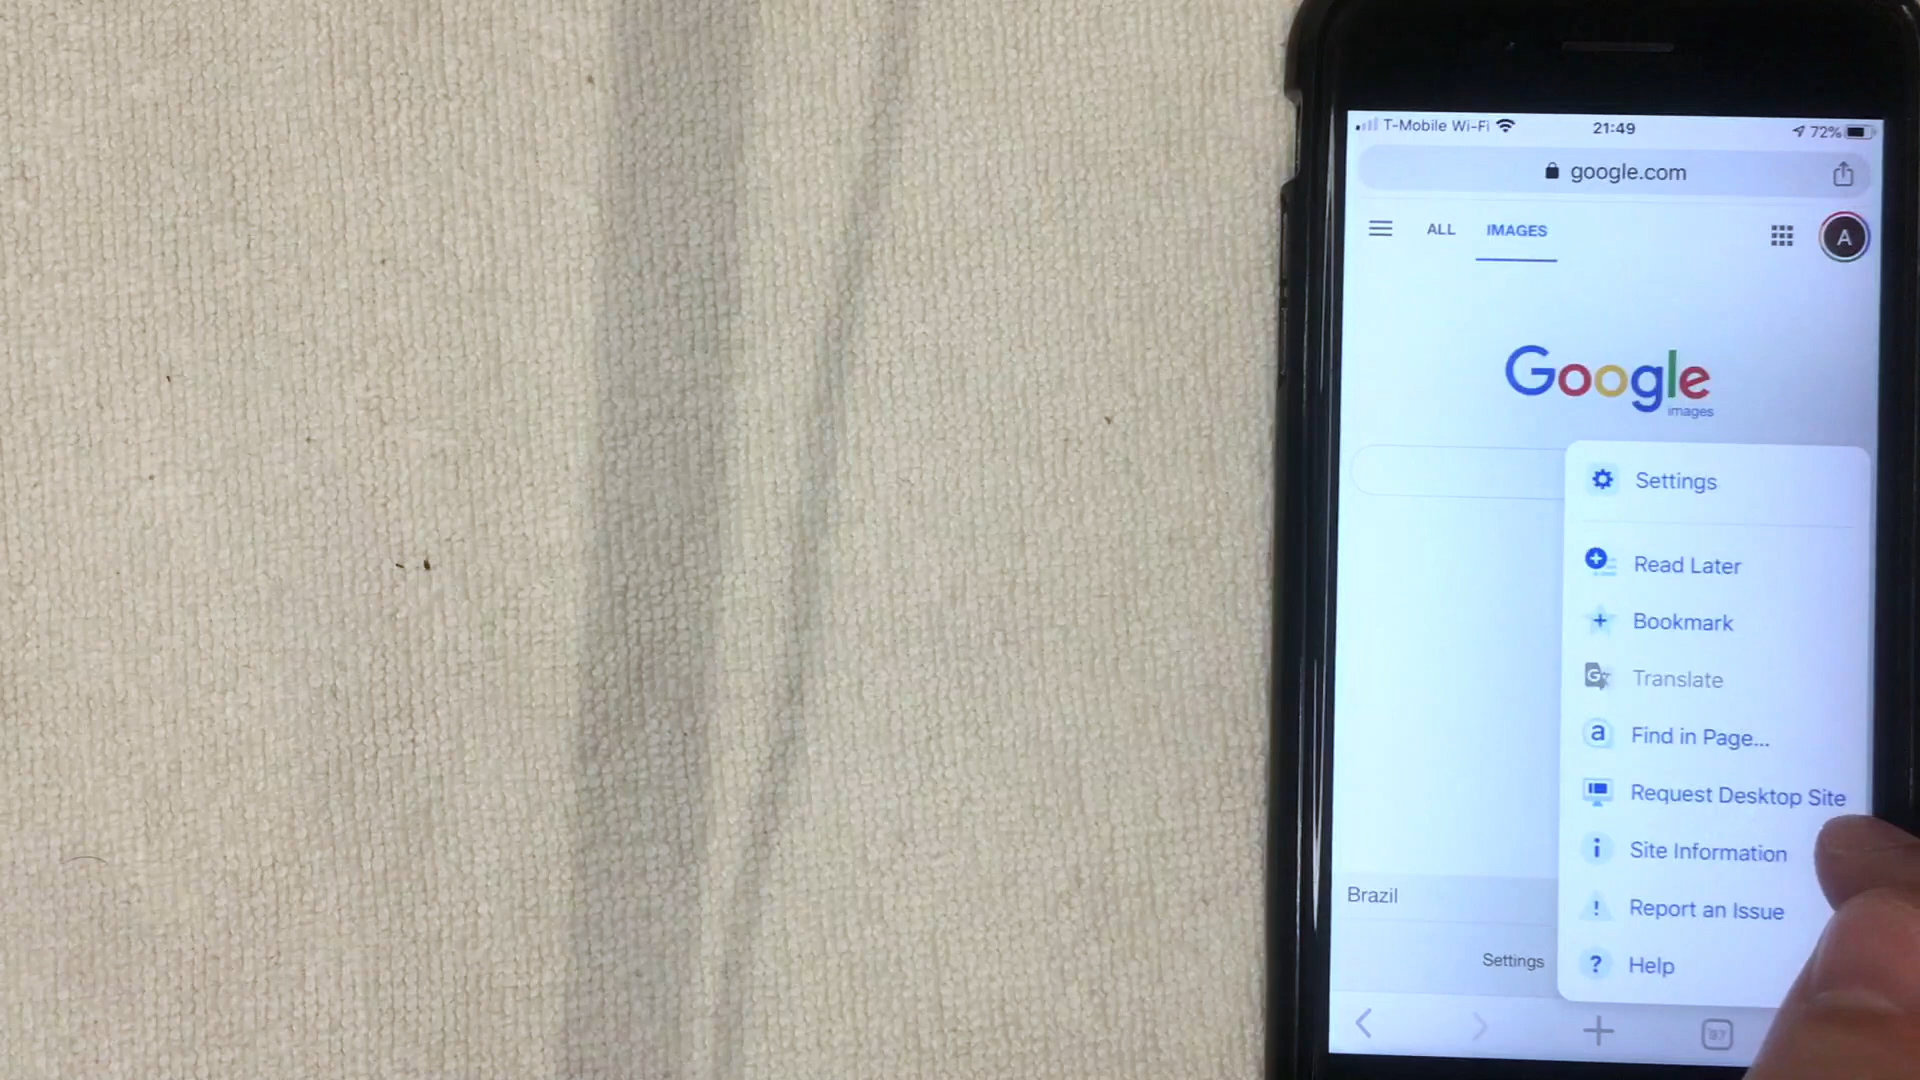 T-Mobile Wi-Fi 21:49 72%
google.com
ALL IMAGES A
Google
images
Settings
Read Later
Bookmark
Translate
Find in Page...
Request Desktop Site
Site Information
Report an Issue
Help
Brazil
Settings